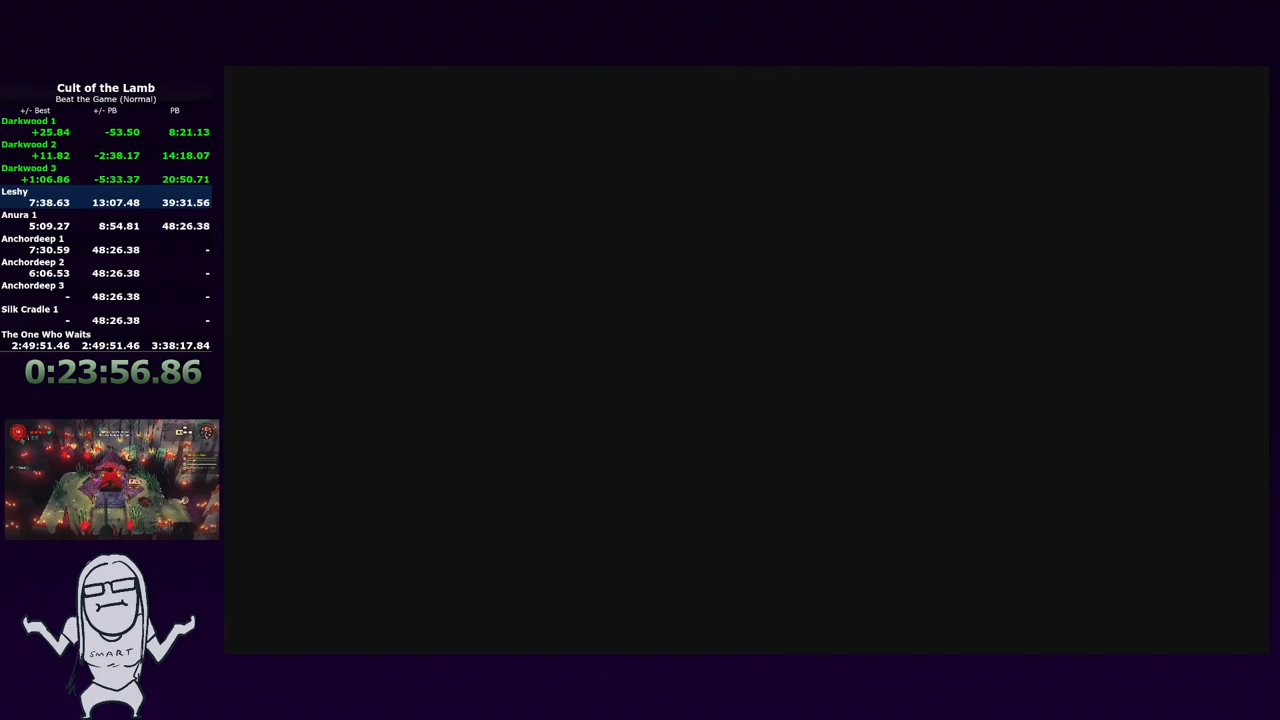 Cult of the Lamb
Beat the Game (Normal)
+/- Best +/- PB PB
Darkwood 1
+25.84 -53.50 8:21.13
Darkwood 2
+11.82 -2:38.17 14:18.07
Darkwood 3
+1:06.86 -5:33.37 20:50.71
Leshy
7:38.63 13:07.48 39:31.56
Anura 1
5:09.27 8:54.81 48:26.38
Anchordeep 1
7:30.59 48:26.38 -
Anchordeep 2
6:06.53 48:26.38 -
Anchordeep 3
- 48:26.38 -
Silk Cradle 1
- 48:26.38 -
The One Who Waits
2:49:51.46 2:49:51.46 3:38:17.84
0:23:56.86
SMART